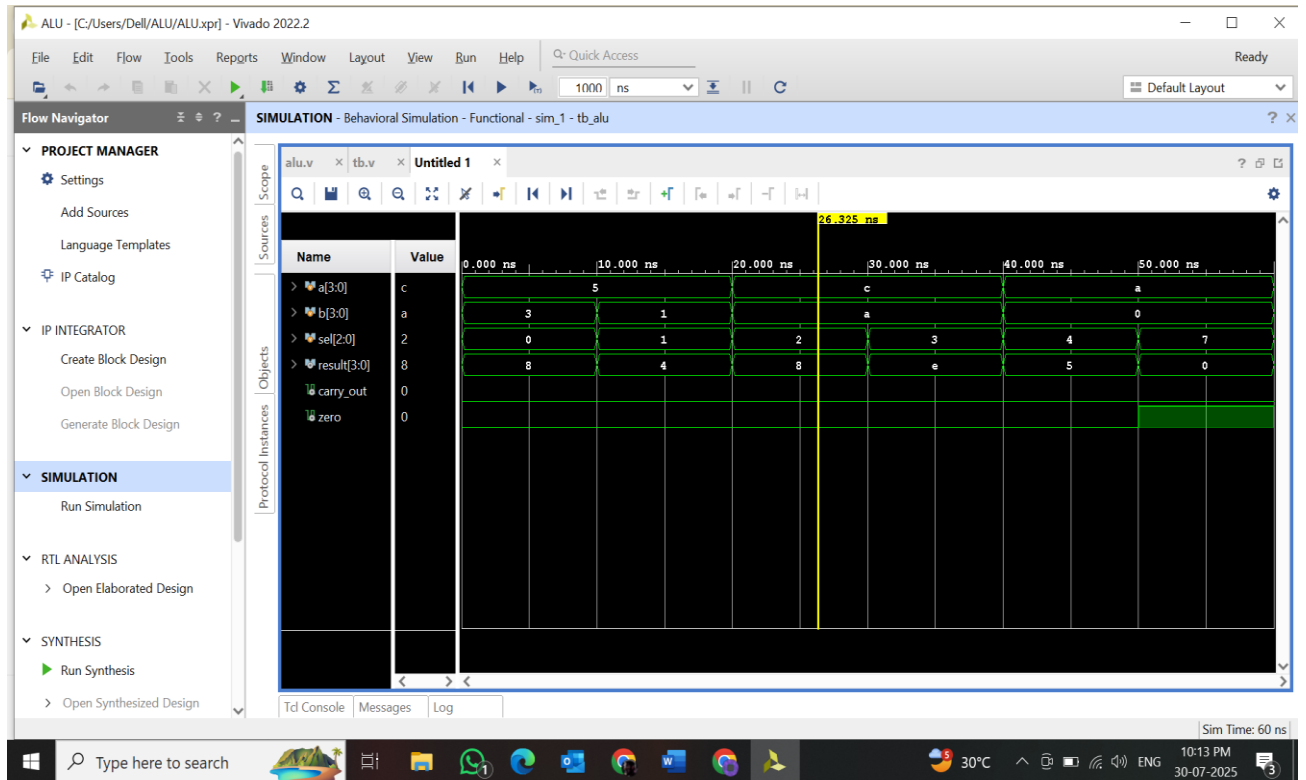 ALU - [C:/Users/Dell/ALU/ALU.xpr] - Vivado 2022.2
File Edit Flow Tools Reports Window Layout View Run Help Q- Quick Access Ready
1000 ns Default Layout
Flow Navigator
SIMULATION - Behavioral Simulation - Functional - sim_1 - tb_alu
PROJECT MANAGER
Settings
Add Sources
Language Templates
IP Catalog
IP INTEGRATOR
Create Block Design
Open Block Design
Generate Block Design
SIMULATION
Run Simulation
RTL ANALYSIS
Open Elaborated Design
SYNTHESIS
Run Synthesis
Open Synthesized Design
Scope
Sources
Objects
Protocol Instances
alu.v tb.v Untitled 1
26.325 ns
Name Value 0.000 ns 10.000 ns 20.000 ns 30.000 ns 40.000 ns 50.000 ns
a[3:0] c 5 c a
b[3:0] a 3 1 a 0
sel[2:0] 2 0 1 2 3 4 7
result[3:0] 8 8 4 8 e 5 0
carry_out 0
zero 0
Tcl Console Messages Log
Sim Time: 60 ns
Type here to search 1 5 30°C ENG 10:13 PM 3
30-07-2025